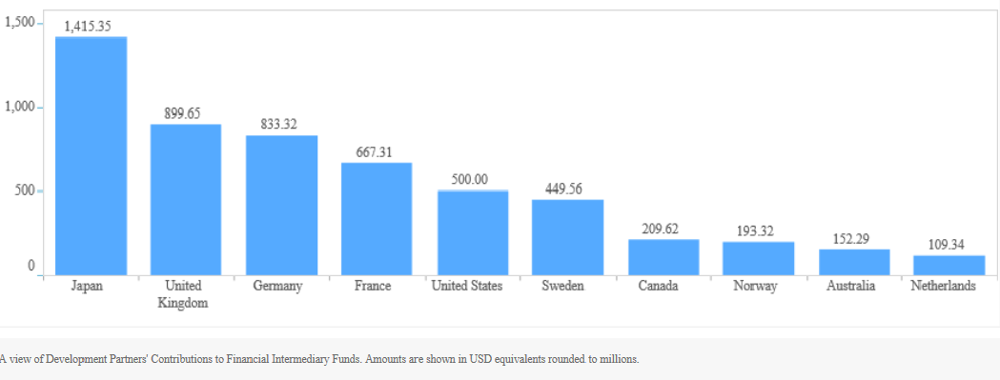 1,500
1,415.35
1,000
899.65
833.32
667.31
500
500.00
449.56
209.62
193.32
152.29
109.34
0
Japan
United
Kingdom
Germany
France
United States
Sweden
Canada
Norway
Australia
Netherlands
A view of Development Partners' Contributions to Financial Intermediary Funds. Amounts are shown in USD equivalents rounded to millions.